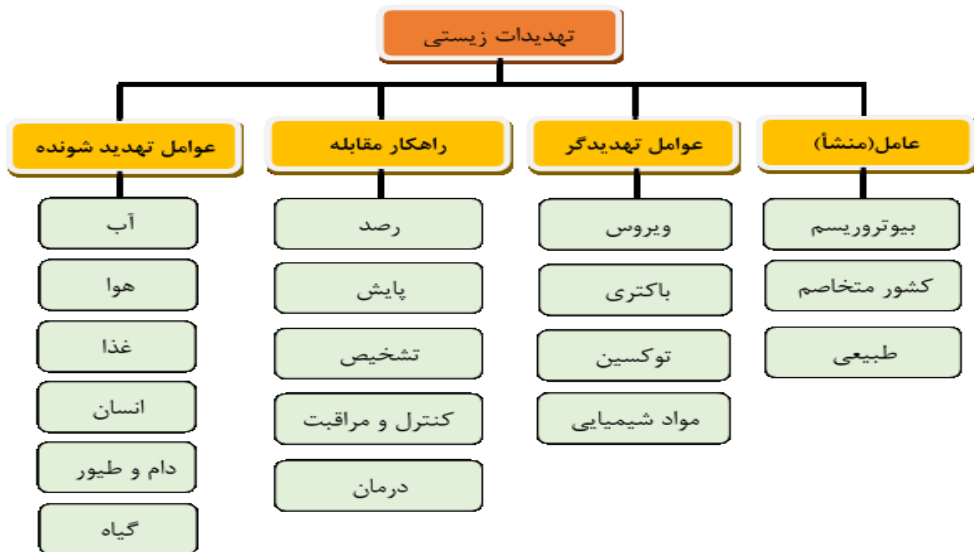 تهدیدات زیستی
عامل(منشأ)
بیوتروریسم
کشور متخاصم
طبیعی
عوامل تهدیدگر
ویروس
باکتری
توکسین
مواد شیمیایی
راهکار مقابله
رصد
پایش
تشخیص
کنترل و مراقبت
درمان
عوامل تهدید شونده
آب
هوا
غذا
انسان
دام و طیور
گیاه